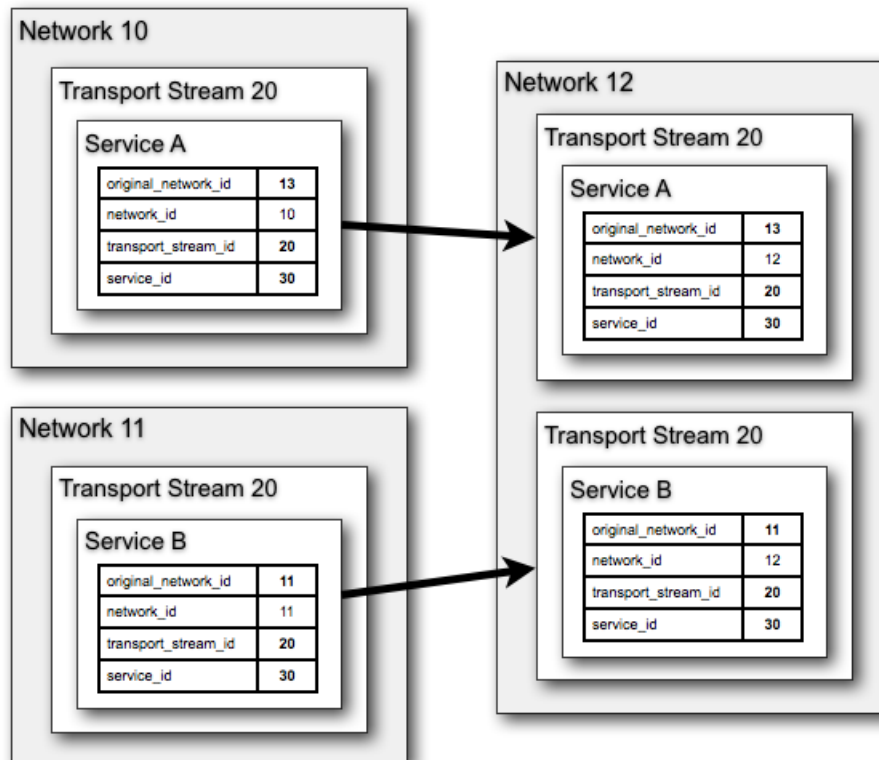 Network 10
Transport Stream 20
Service A
original_network_id 13
network_id 10
transport_stream_id 20
service_id 30
Network 11
Transport Stream 20
Service B
original_network_id 11
network_id 11
transport_stream_id 20
service_id 30
Network 12
Transport Stream 20
Service A
original_network_id 13
network_id 12
transport_stream_id 20
service_id 30
Transport Stream 20
Service B
original_network_id 11
network_id 12
transport_stream_id 20
service_id 30